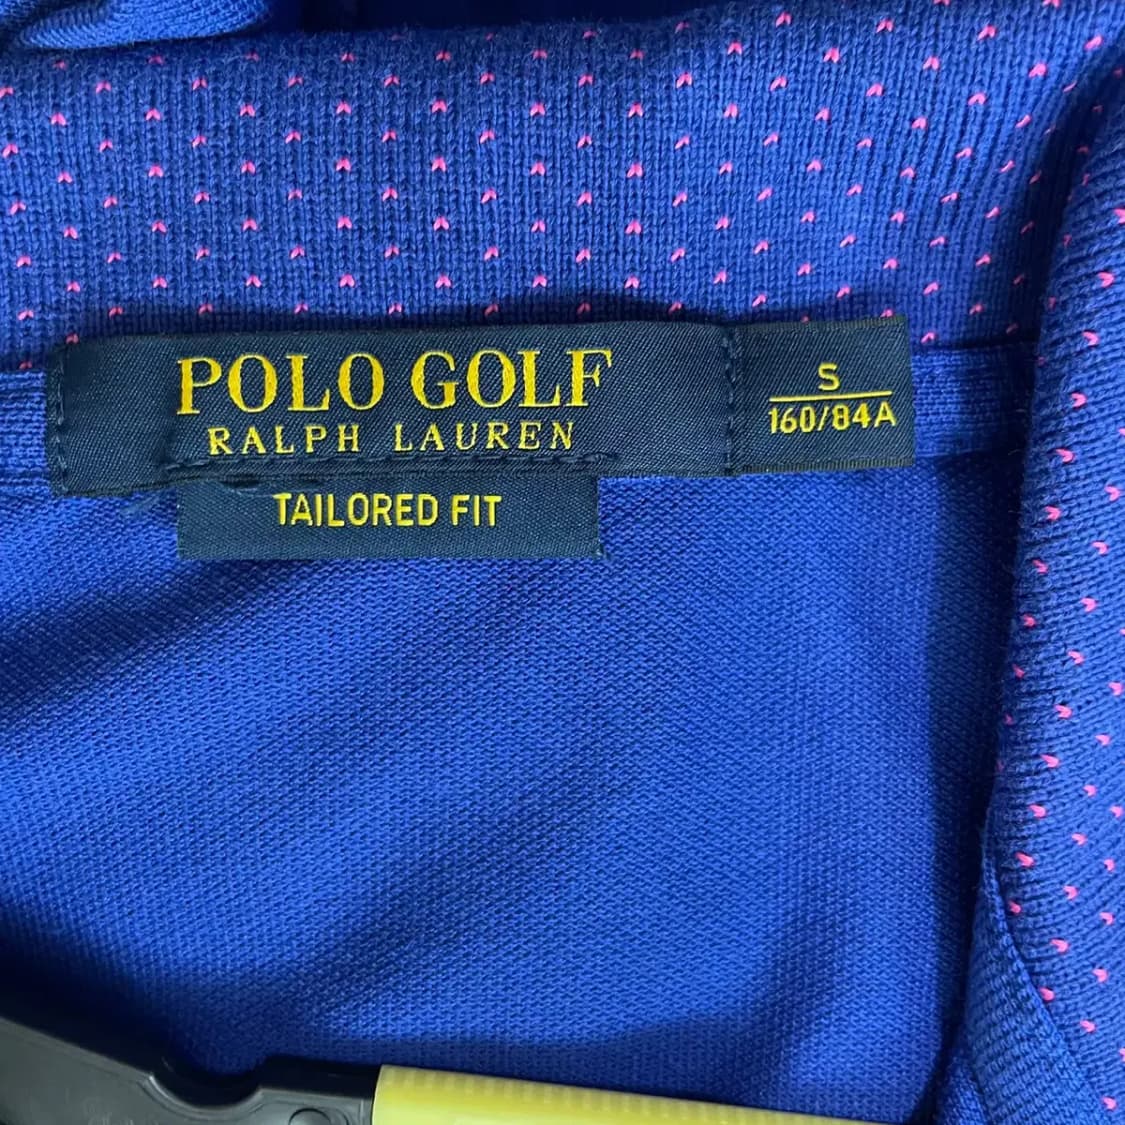 POLO GOLF
RALPH LAUREN
TAILORED FIT
S
160/84A